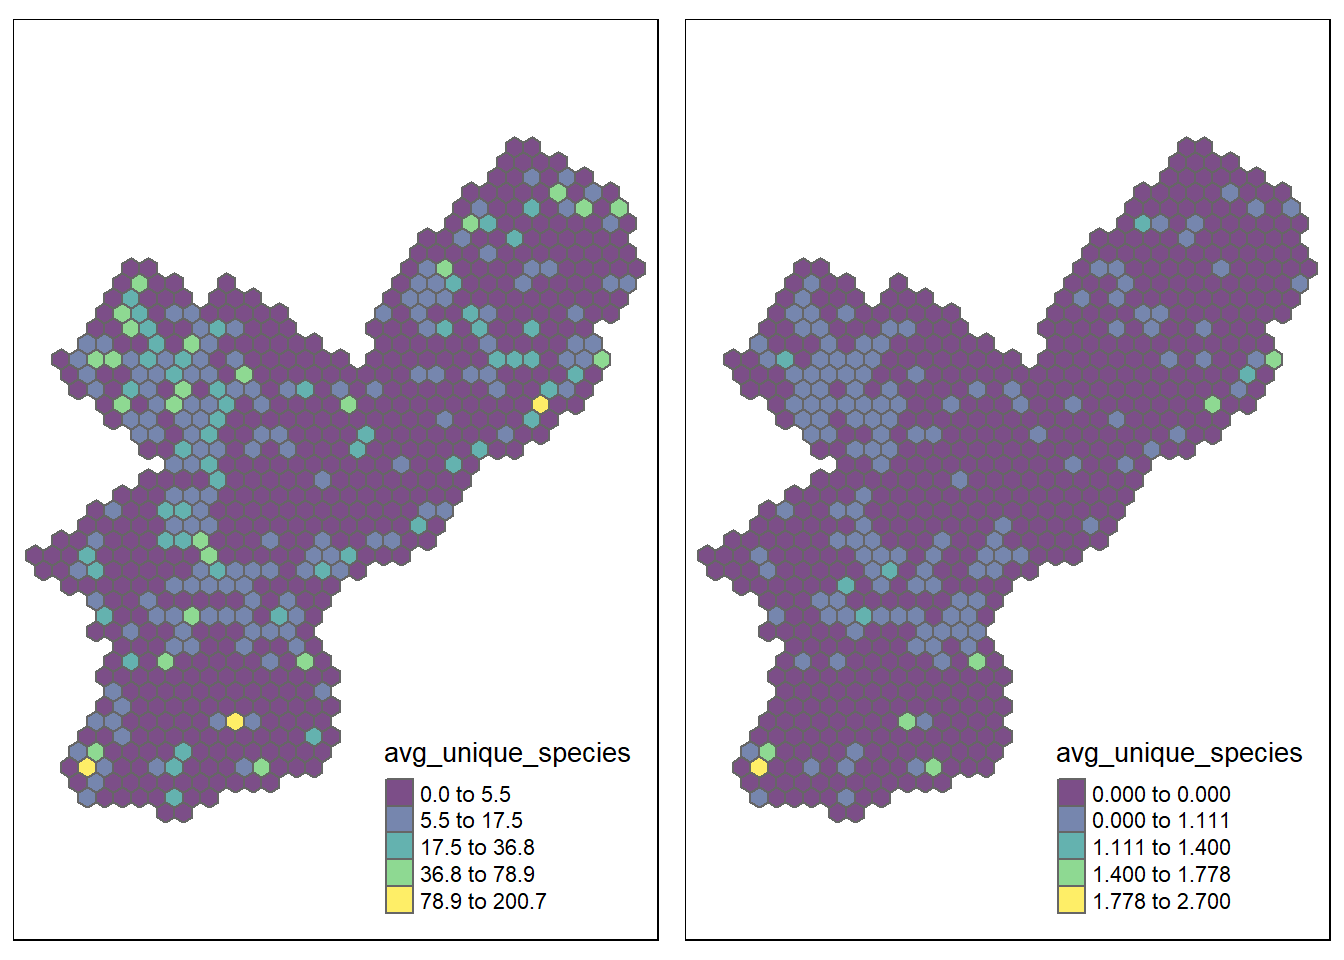 avg_unique_species
0.0 to 5.5
5.5 to 17.5
17.5 to 36.8
36.8 to 78.9
78.9 to 200.7
avg_unique_species
0.000 to 0.000
0.000 to 1.111
1.111 to 1.400
1.400 to 1.778
1.778 to 2.700